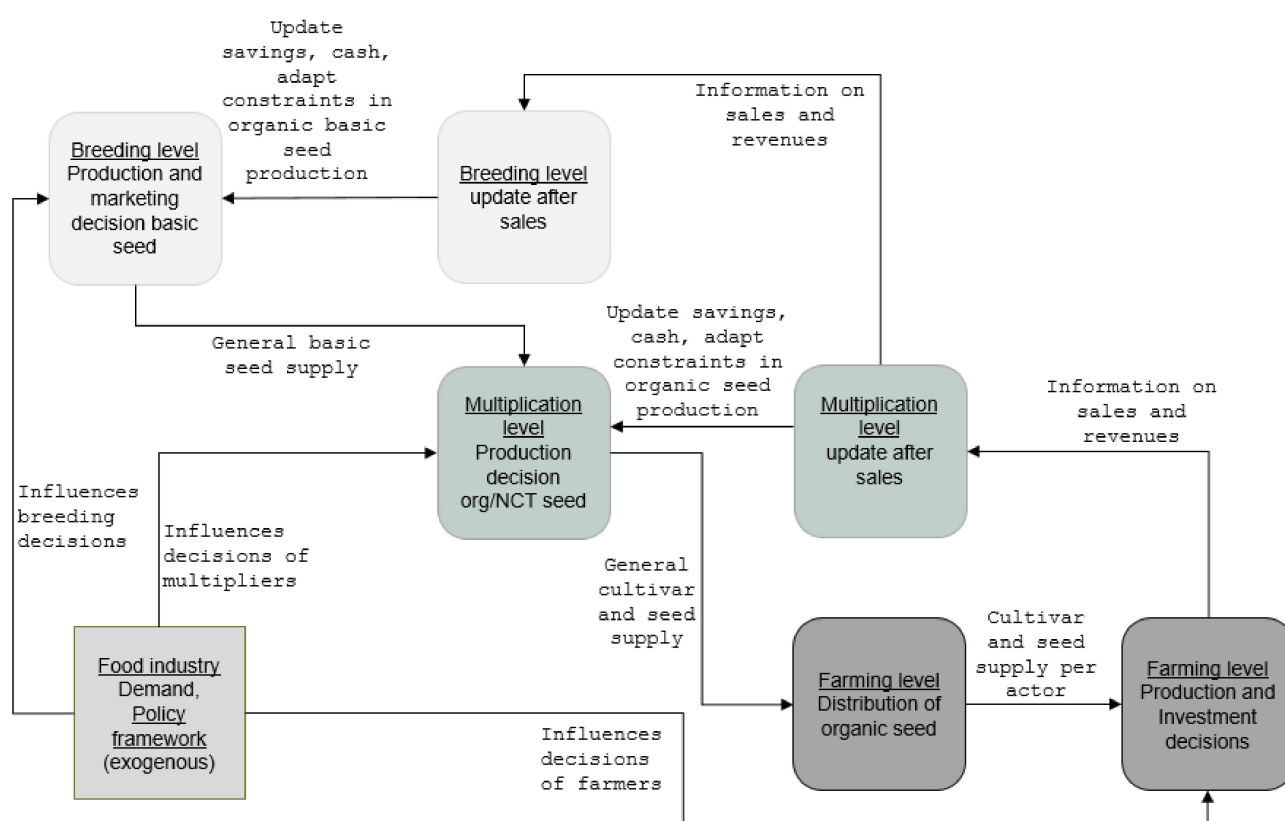 Update
savings, cash,
adapt
constraints in
organic basic
seed
production
Information on
sales and
revenues
Breeding level
Production and
marketing
decision basic
seed
Breeding level
update after
sales
General basic
seed supply
Update savings,
cash, adapt
constraints in
organic seed
production
Multiplication
level
Production
decision
org/NCT seed
Multiplication
level
update after
sales
Information on
sales and
revenues
Influences
breeding
decisions
Influences
decisions of
multipliers
General
cultivar
and seed
supply
Cultivar
and seed
supply per
actor
Food industry
Demand,
Policy
framework
(exogenous)
Farming level
Distribution of
organic seed
Farming level
Production and
Investment
decisions
Influences
decisions
of farmers